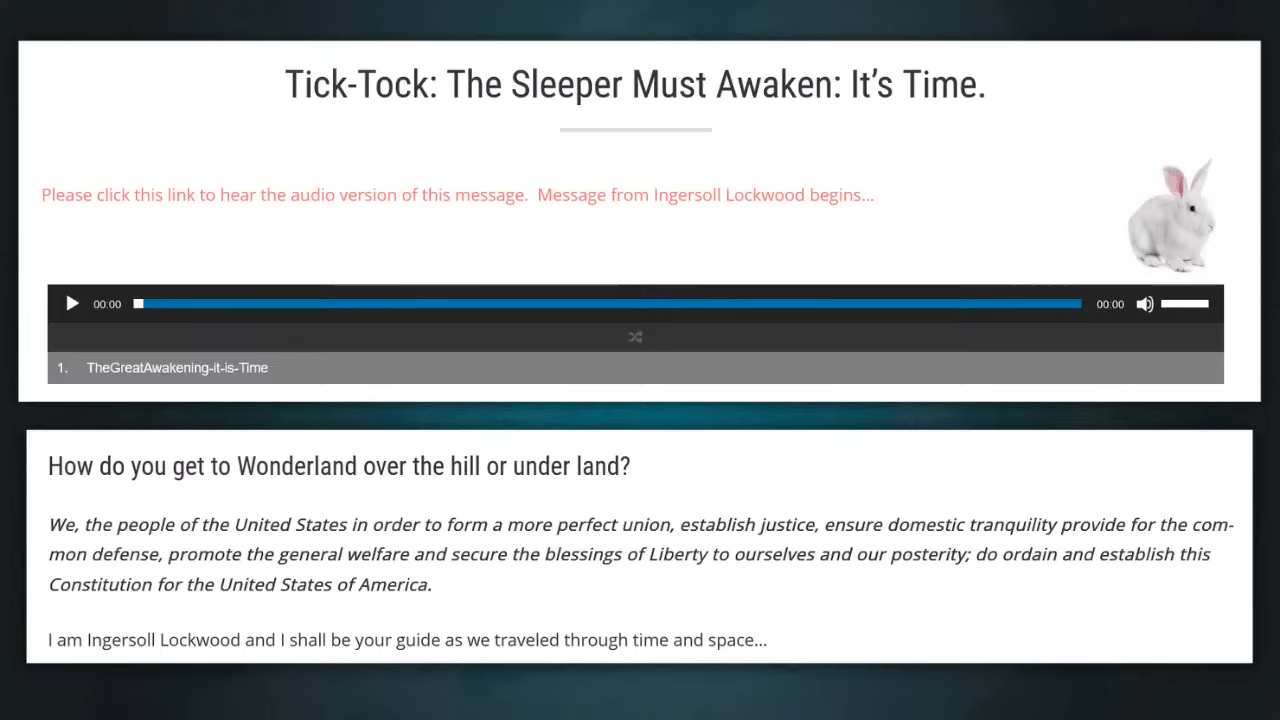 Tick-Tock: The Sleeper Must Awaken: It’s Time.
Please click this link to hear the audio version of this message.  Message from Ingersoll Lockwood begins...
00:00
00:00
1. TheGreatAwakening-it-is-Time
How do you get to Wonderland over the hill or under land?
We, the people of the United States in order to form a more perfect union, establish justice, ensure domestic tranquility provide for the com-
mon defense, promote the general welfare and secure the blessings of Liberty to ourselves and our posterity; do ordain and establish this
Constitution for the United States of America.
I am Ingersoll Lockwood and I shall be your guide as we traveled through time and space...